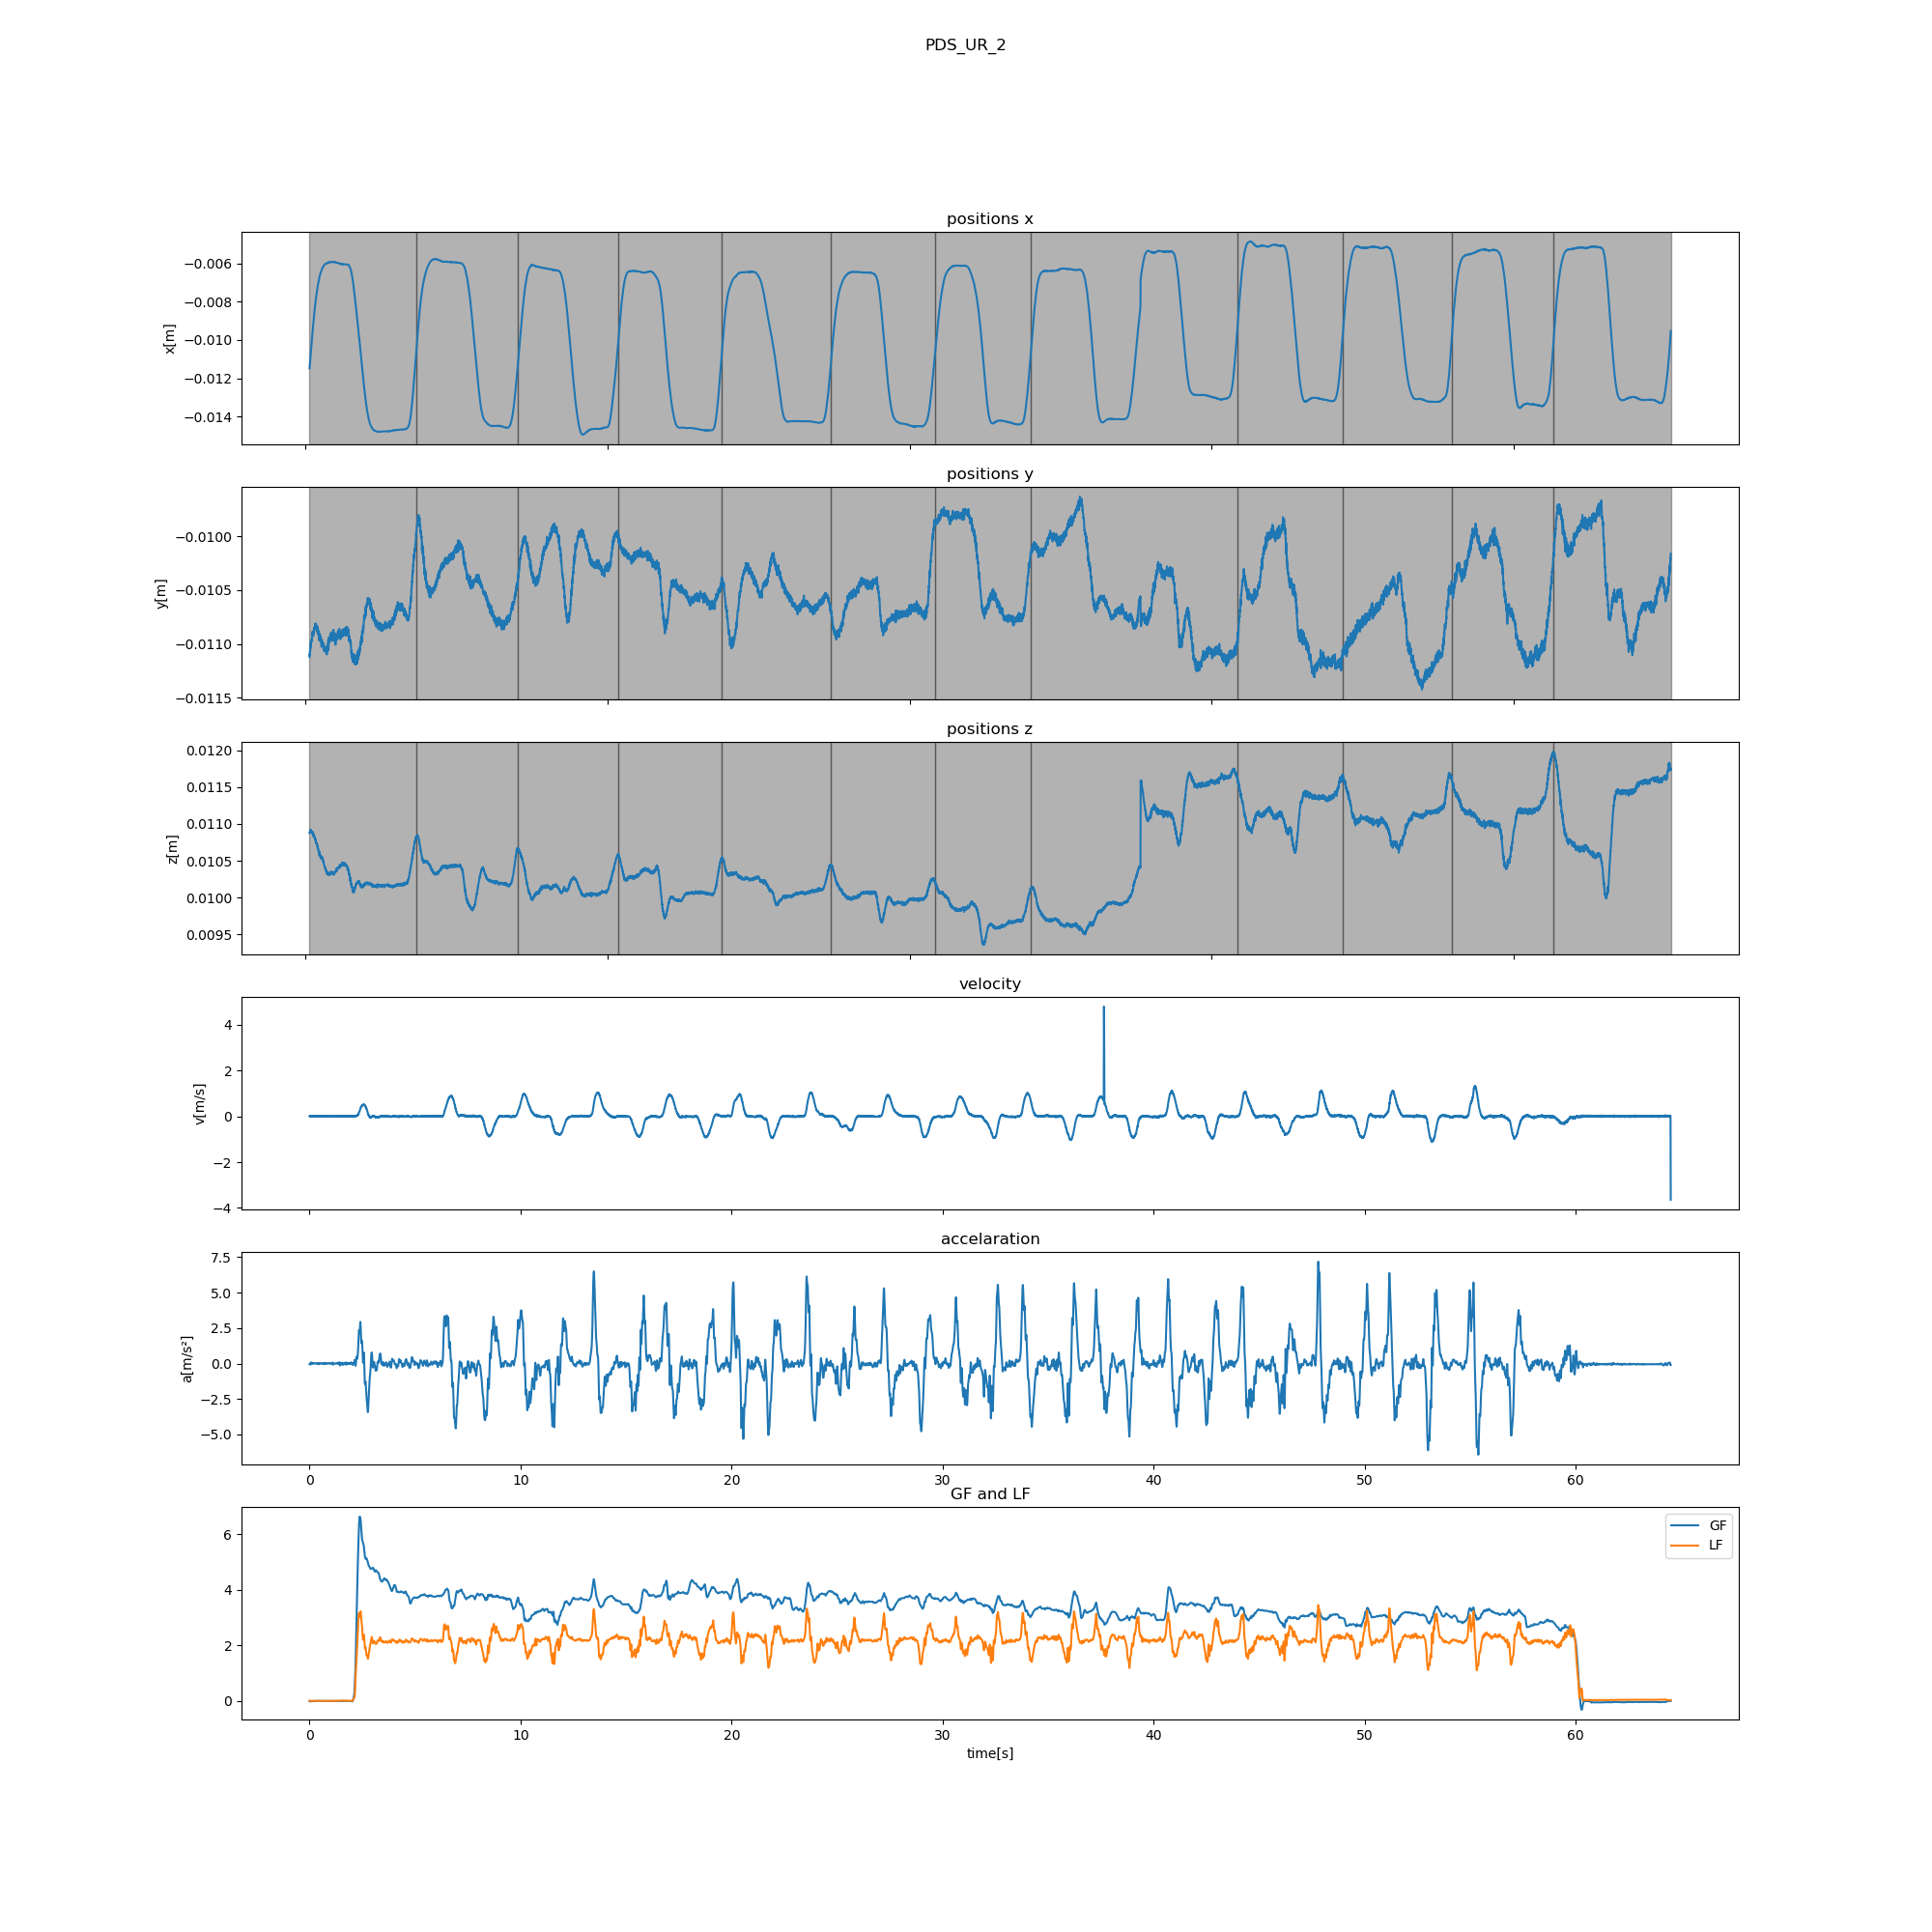 PDS_UR_2
positions x
−0.006
−0.008
−0.010
−0.012
−0.014
x[m]
positions y
−0.0100
−0.0105
−0.0110
−0.0115
y[m]
positions z
0.0120
0.0115
0.0110
0.0105
0.0100
0.0095
z[m]
velocity
4
2
0
−2
−4
v[m/s]
accelaration
7.5
5.0
2.5
0.0
−2.5
−5.0
a[m/s²]
0 10 20 30 40 50 60
GF and LF
6
4
2
0
GF
LF
0 10 20 30 40 50 60
time[s]